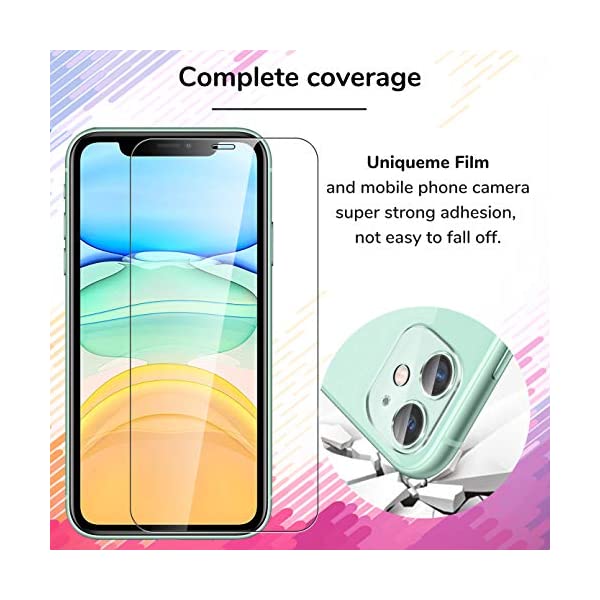 Complete coverage
Uniqueme Film
and mobile phone camera
super strong adhesion,
not easy to fall off.